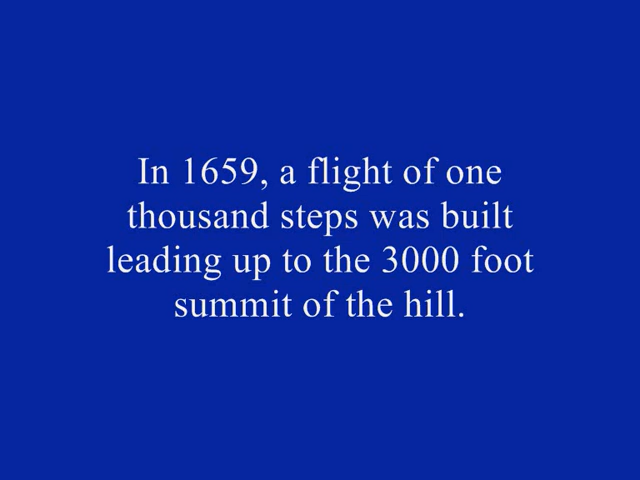 In 1659, a flight of one
thousand steps was built
leading up to the 3000 foot
summit of the hill.